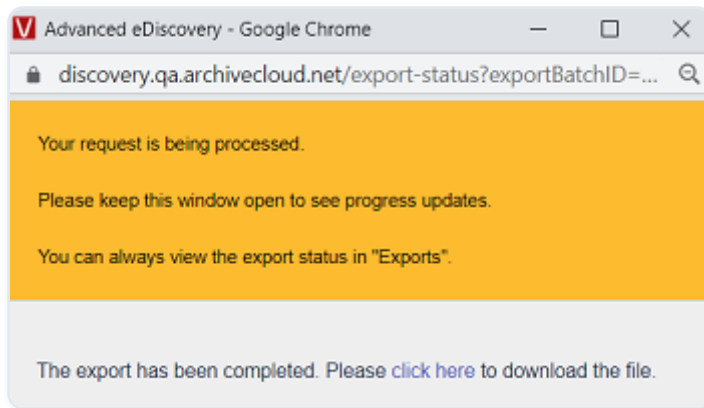 V Advanced eDiscovery - Google Chrome
discovery.qa.archivecloud.net/export-status?exportBatchID=...
Your request is being processed.
Please keep this window open to see progress updates.
You can always view the export status in "Exports".
The export has been completed. Please click here to download the file.